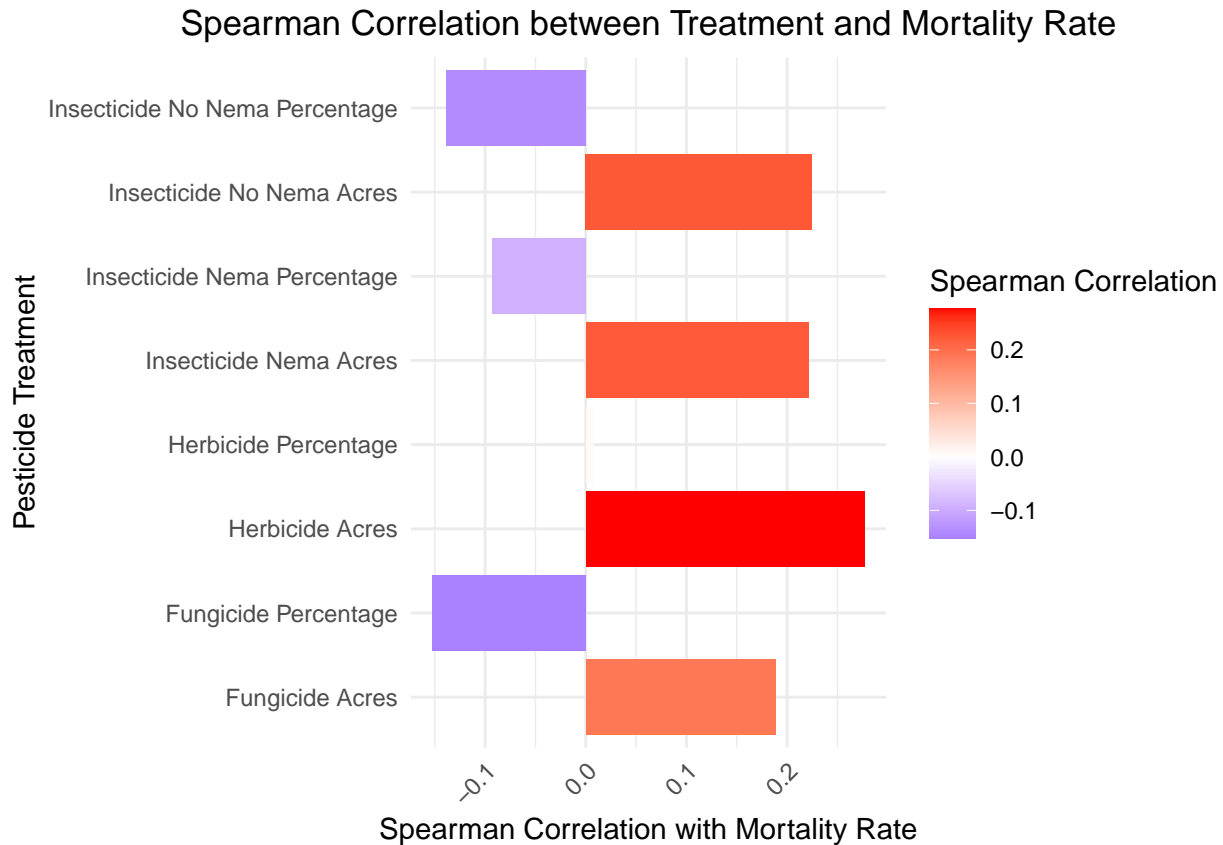 Spearman Correlation between Treatment and Mortality Rate
Pesticide Treatment
Insecticide No Nema Percentage
Insecticide No Nema Acres
Insecticide Nema Percentage
Insecticide Nema Acres
Herbicide Percentage
Herbicide Acres
Fungicide Percentage
Fungicide Acres
−0.1
0.0
0.1
0.2
Spearman Correlation with Mortality Rate
Spearman Correlation
0.2
0.1
0.0
−0.1